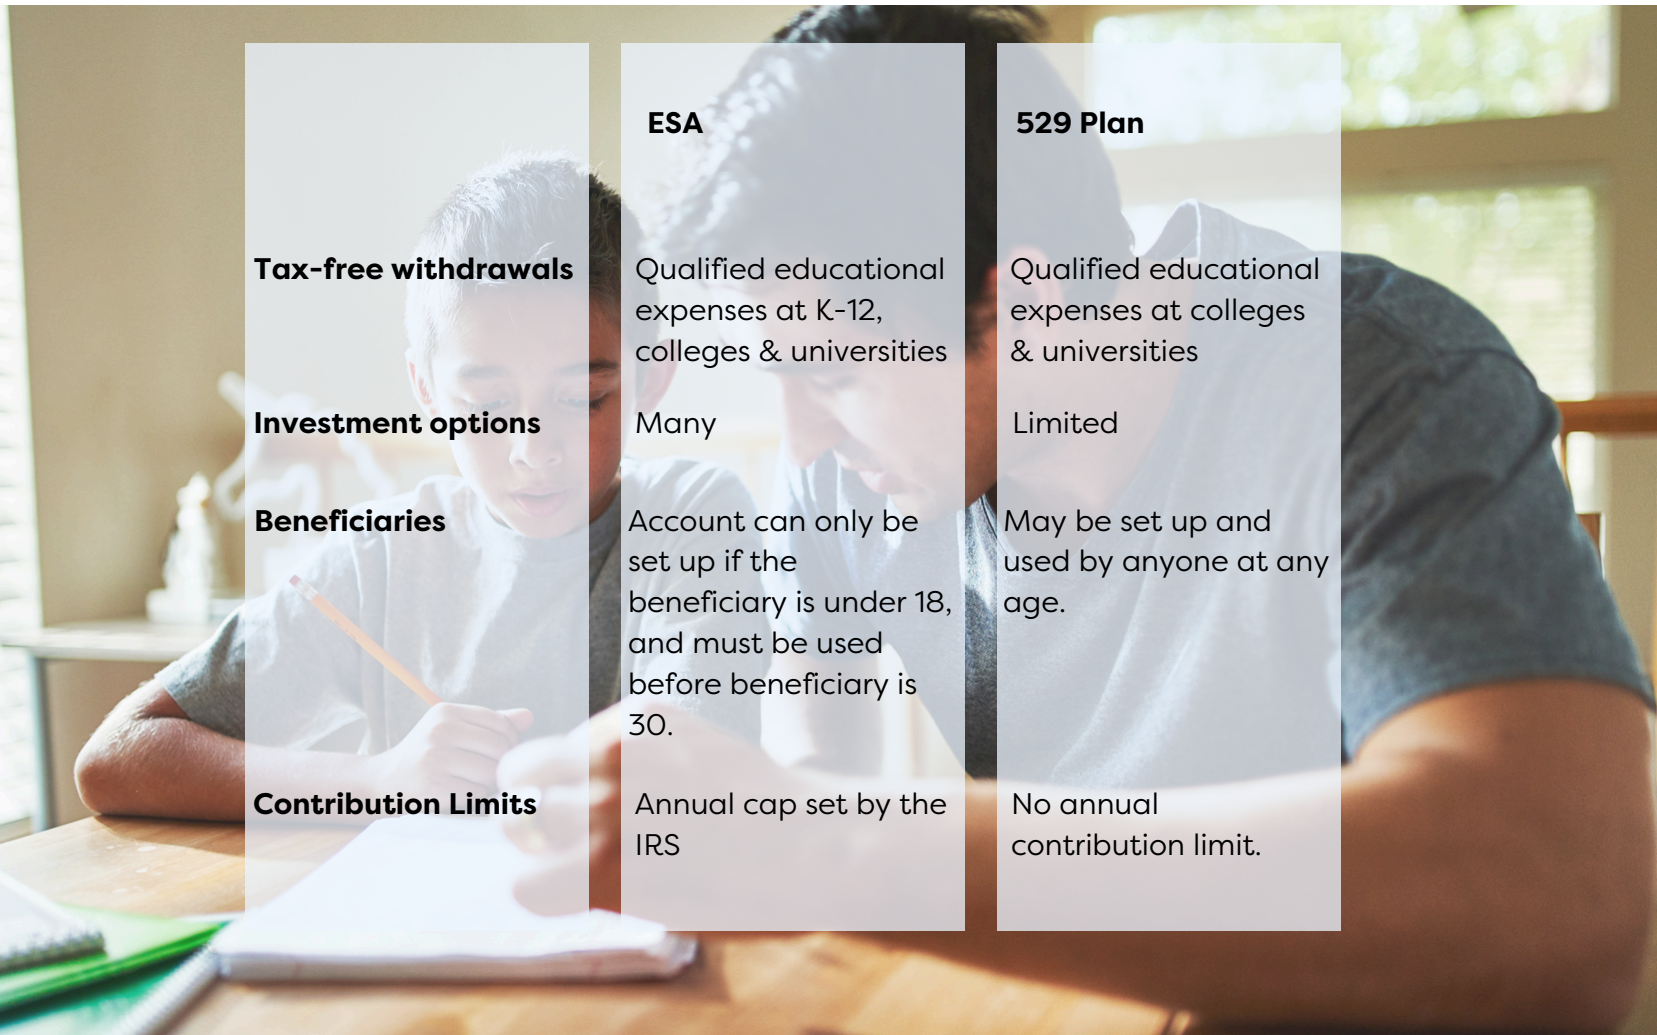 ESA
529 Plan
Tax-free withdrawals
Qualified educational
expenses at K-12,
colleges & universities
Qualified educational
expenses at colleges
& universities
Investment options
Many
Limited
Beneficiaries
Account can only be
set up if the
beneficiary is under 18,
and must be used
before beneficiary is
30.
May be set up and
used by anyone at any
age.
Contribution Limits
Annual cap set by the
IRS
No annual
contribution limit.